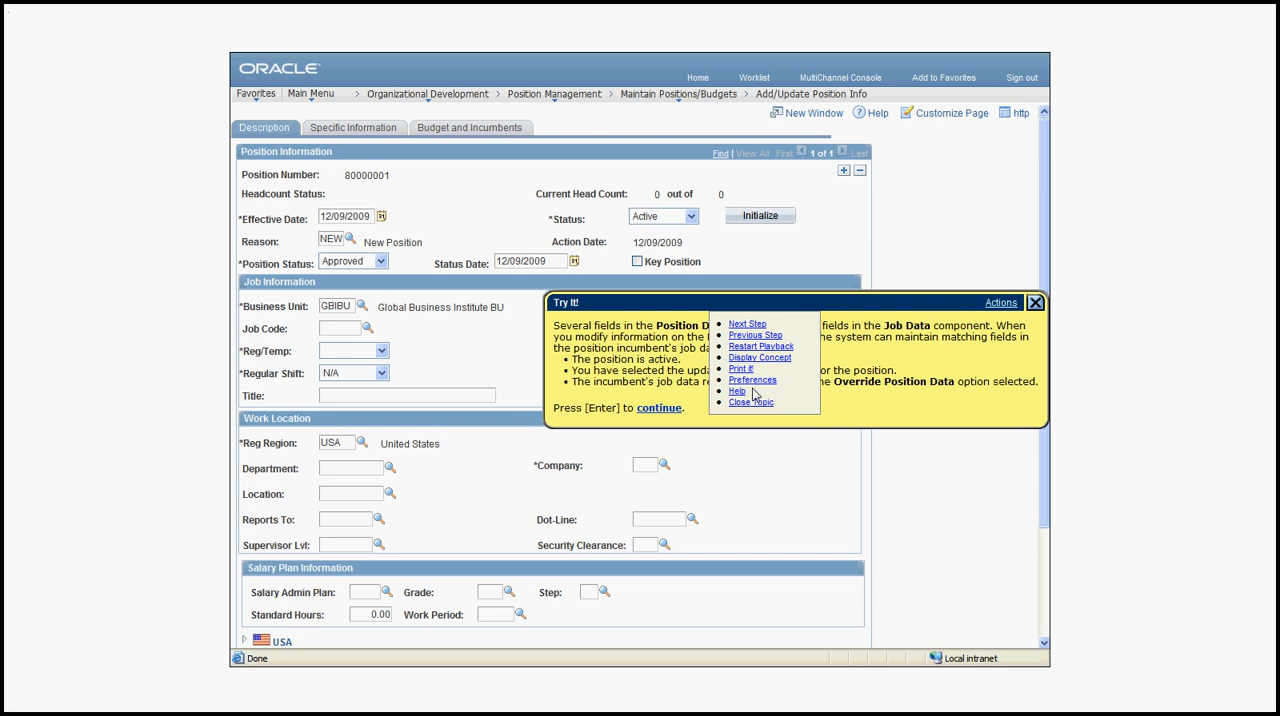 ORACLE
Home Worklist MultiChannel Console Add to Favorites Sign out
Favorites Main Menu > Organizational Development > Position Management > Maintain Positions/Budgets > Add/Update Position Info
New Window Help Customize Page http
Description Specific Information Budget and Incumbents
Position Information Find | View All First 1 of 1 Last
Position Number: 80000001
Headcount Status: Current Head Count: 0 out of 0
*Effective Date: 12/09/2009 *Status: Active Initialize
Reason: NEW New Position Action Date: 12/09/2009
*Position Status: Approved Status Date: 12/09/2009 Key Position
Job Information
*Business Unit: GBIBU Global Business Institute BU
Job Code:
*Reg/Temp:
*Regular Shift: N/A
Title:
Try It! Actions
Several fields in the Position D fields in the Job Data component. When
you modify information on the he system can maintain matching fields in
the position incumbent's job da
• The position is active.
• You have selected the upda or the position.
• The incumbent's job data re the Override Position Data option selected.
Press [Enter] to continue.
• Next Step
• Previous Step
• Restart Playback
• Display Concept
• Print it!
• Preferences
• Help
• Close Topic
Work Location
*Reg Region: USA United States
Department: *Company:
Location:
Reports To: Dot-Line:
Supervisor Lvl: Security Clearance:
Salary Plan Information
Salary Admin Plan: Grade: Step:
Standard Hours: 0.00 Work Period:
USA
Done Local intranet